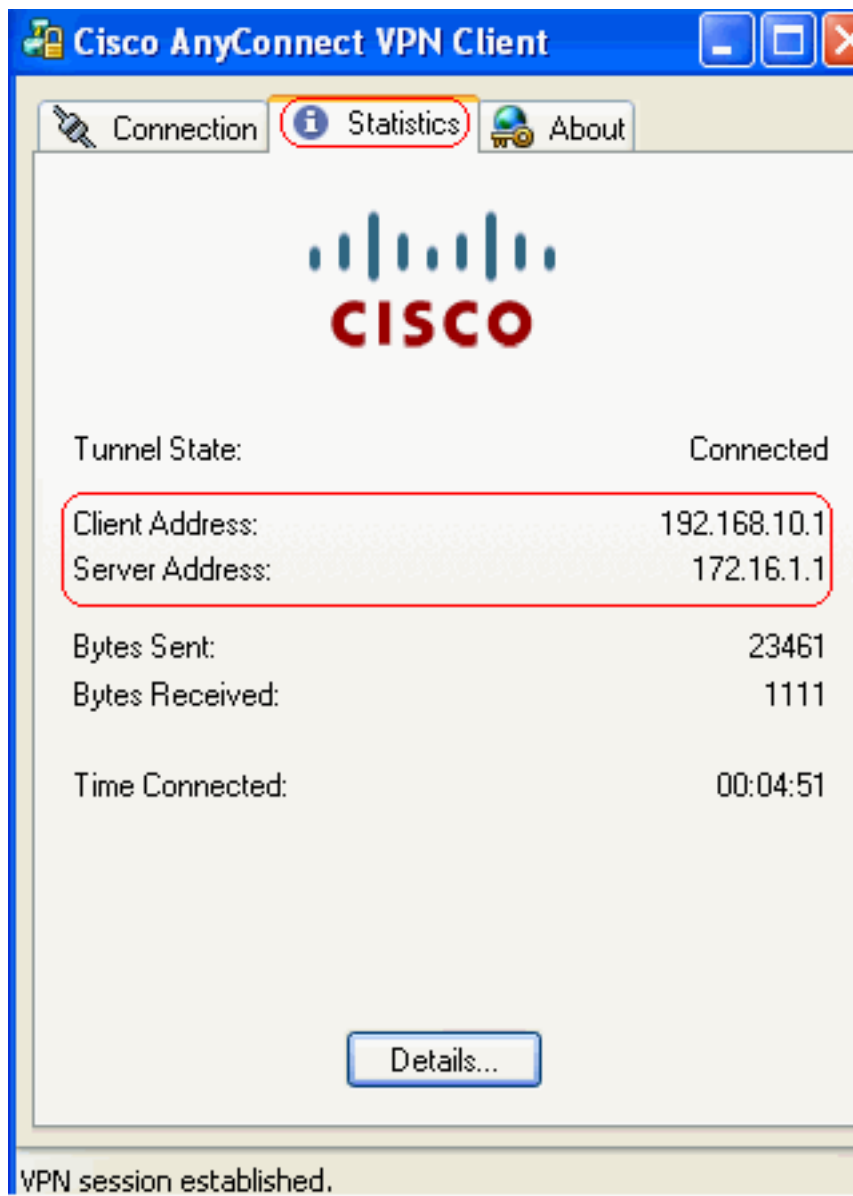 Cisco AnyConnect VPN Client
Connection Statistics About
CISCO
Tunnel State: Connected
Client Address: 192.168.10.1
Server Address: 172.16.1.1
Bytes Sent: 23461
Bytes Received: 1111
Time Connected: 00:04:51
Details...
VPN session established.